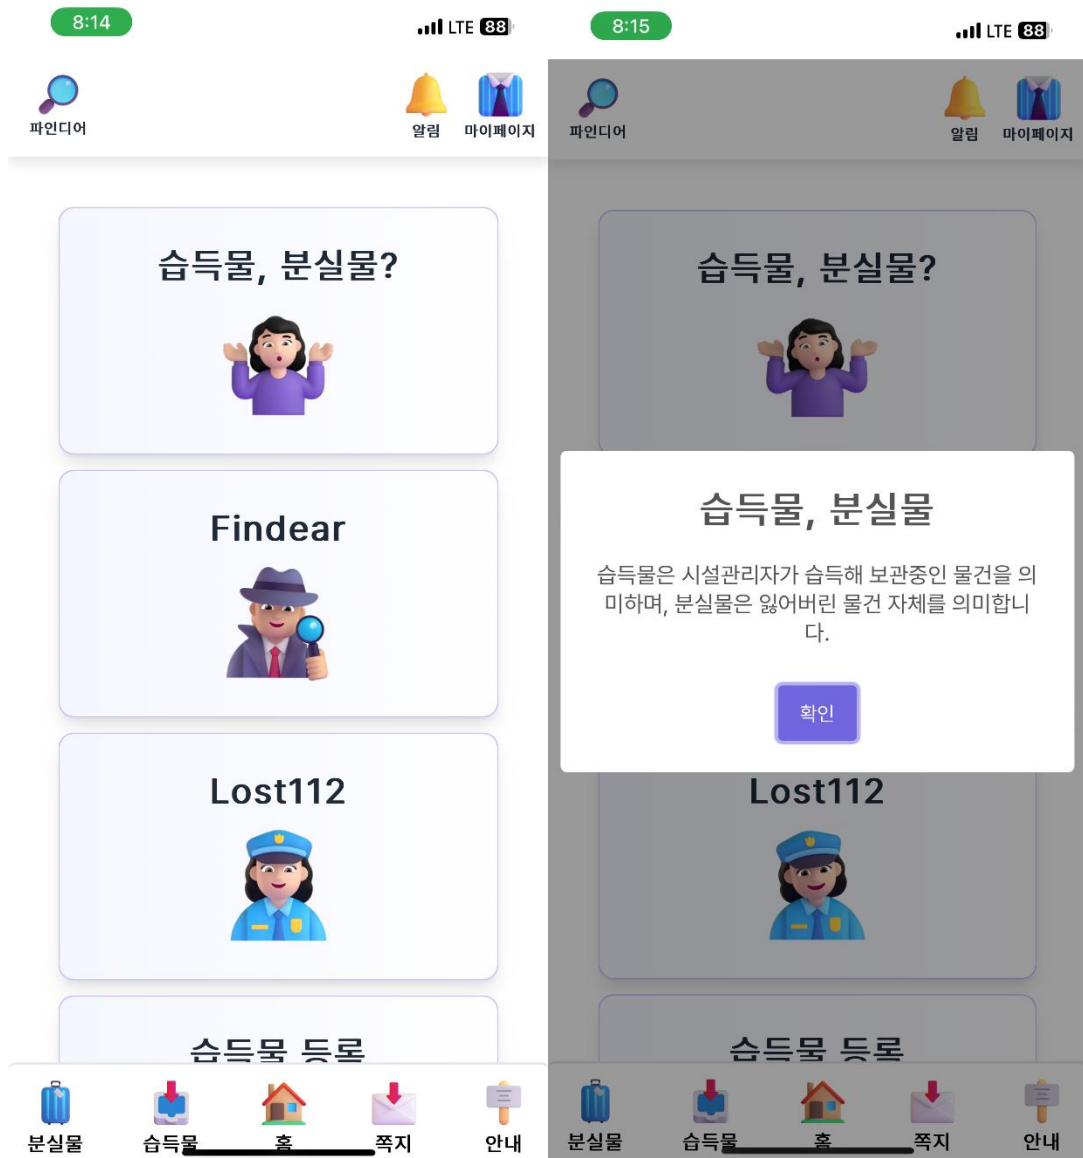 8:14
LTE 88
파인디어
알림
마이페이지
습득물, 분실물?
Findear
Lost112
습득물 등록
분실물
습득물
홈
쪽지
안내
8:15
LTE 88
파인디어
알림
마이페이지
습득물, 분실물?
습득물, 분실물
습득물은 시설관리자가 습득해 보관중인 물건을 의
미하며, 분실물은 잃어버린 물건 자체를 의미합니
다.
확인
Lost112
습득물 등록
분실물
습득물
홈
쪽지
안내